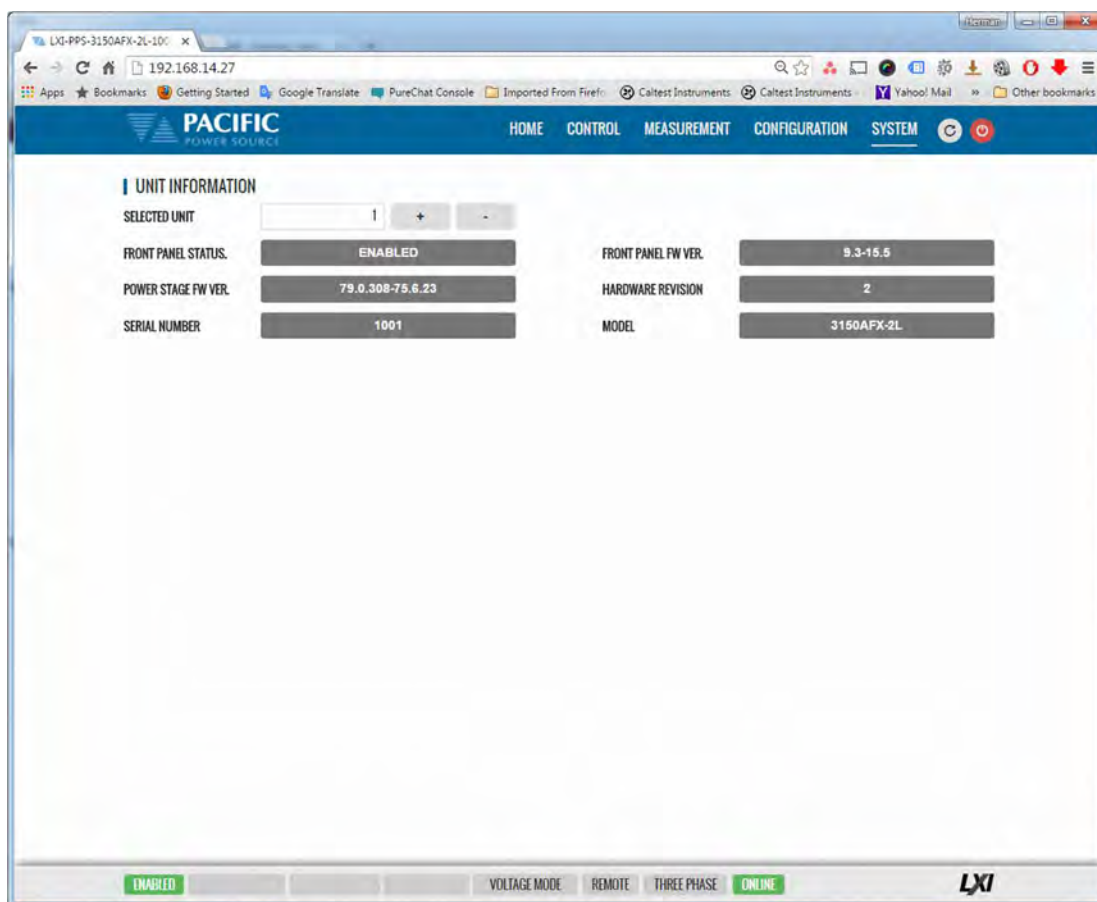 Herman
LXI-PPS-3150AFX-2L-100
192.168.14.27
Apps Bookmarks Getting Started Google Translate PureChat Console Imported From Firefo Caltest Instruments Caltest Instruments - Yahoo! Mail » Other bookmarks
PACIFIC
POWER SOURCE
HOME CONTROL MEASUREMENT CONFIGURATION SYSTEM
UNIT INFORMATION
SELECTED UNIT 1 + -
FRONT PANEL STATUS. ENABLED FRONT PANEL FW VER. 9.3-15.5
POWER STAGE FW VER. 79.0.308-75.6.23 HARDWARE REVISION 2
SERIAL NUMBER 1001 MODEL 3150AFX-2L
ENABLED VOLTAGE MODE REMOTE THREE PHASE ONLINE LXI